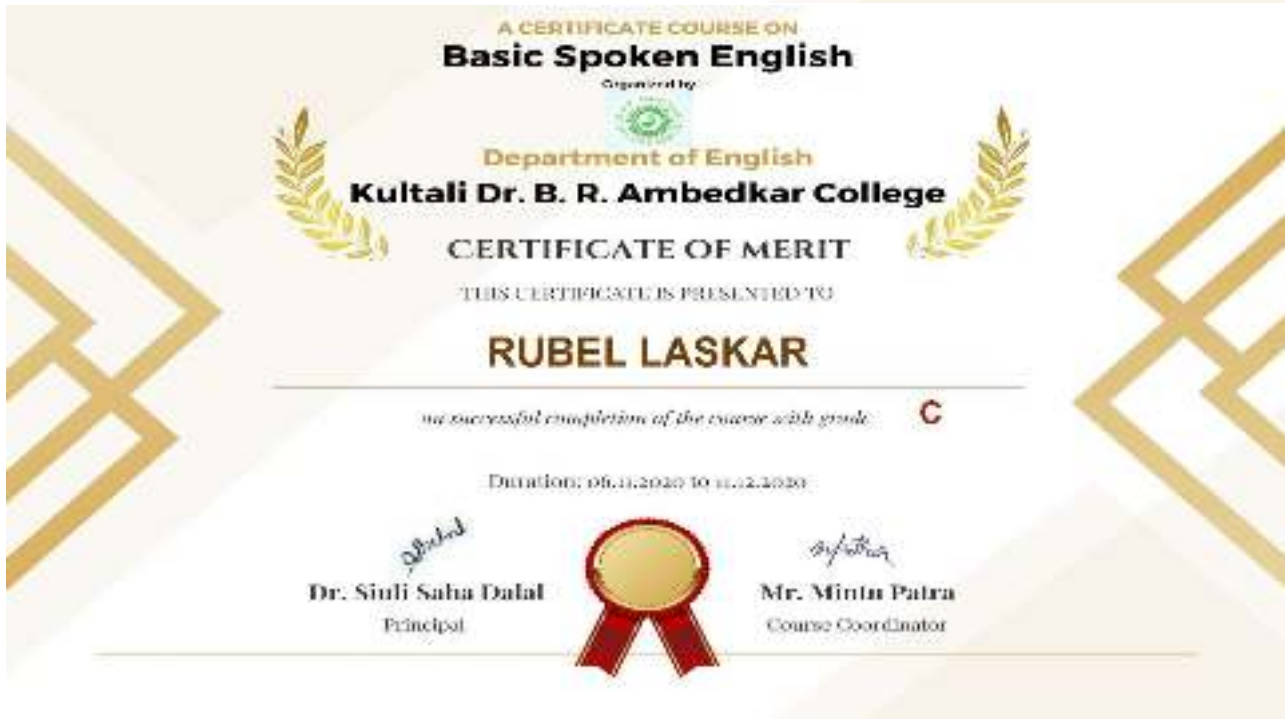 A CERTIFICATE COURSE ON
Basic Spoken English
Organized by
Department of English
Kultali Dr. B. R. Ambedkar College
CERTIFICATE OF MERIT
THIS CERTIFICATE IS PRESENTED TO
RUBEL LASKAR
on successful completion of the course with grade C
Duration: 06.11.2020 to 11.12.2020
Dr. Siuli Saha Dalal
Mr. Mintu Patra
Principal
Course Coordinator